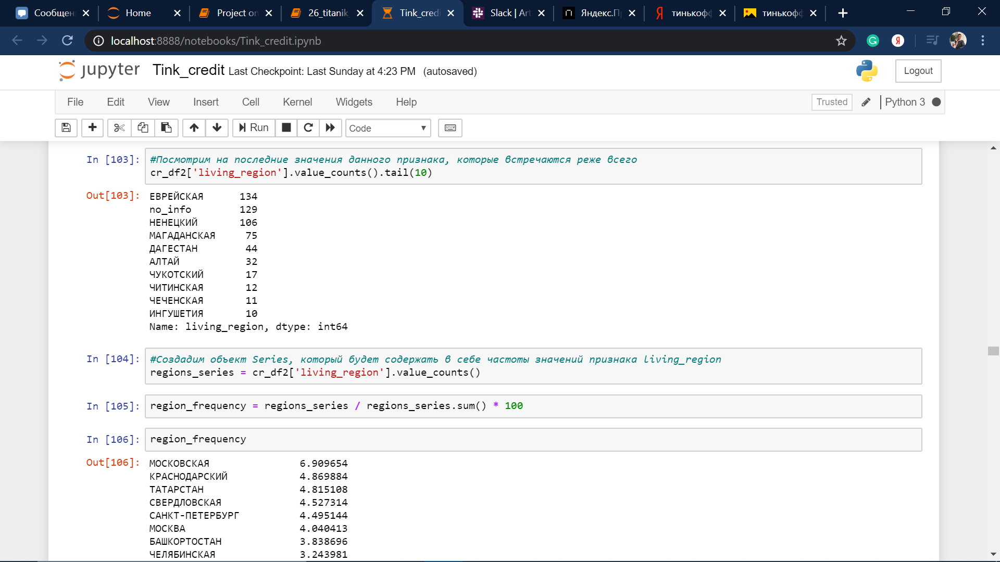 Сообщен
Home
Project on
26_titanik_
Tink_credi
Slack | Art
Яндекс.П
тинькофф
тинькофф
localhost:8888/notebooks/Tink_credit.ipynb
jupyter Tink_credit Last Checkpoint: Last Sunday at 4:23 PM (autosaved)
Logout
File Edit View Insert Cell Kernel Widgets Help
Trusted Python 3
Run Code
In [103]: #Посмотрим на последние значения данного признака, которые встречаются реже всего
cr_df2['living_region'].value_counts().tail(10)
Out[103]: ЕВРЕЙСКАЯ 134
no_info 129
НЕНЕЦКИЙ 106
МАГАДАНСКАЯ 75
ДАГЕСТАН 44
АЛТАЙ 32
ЧУКОТСКИЙ 17
ЧИТИНСКАЯ 12
ЧЕЧЕНСКАЯ 11
ИНГУШЕТИЯ 10
Name: living_region, dtype: int64
In [104]: #Создадим объект Series, который будет содержать в себе частоты значений признака living_region
regions_series = cr_df2['living_region'].value_counts()
In [105]: region_frequency = regions_series / regions_series.sum() * 100
In [106]: region_frequency
Out[106]: МОСКОВСКАЯ 6.909654
КРАСНОДАРСКИЙ 4.869884
ТАТАРСТАН 4.815108
СВЕРДЛОВСКАЯ 4.527314
САНКТ-ПЕТЕРБУРГ 4.495144
МОСКВА 4.040413
БАШКОРТОСТАН 3.838696
ЧЕЛЯБИНСКАЯ 3.243981